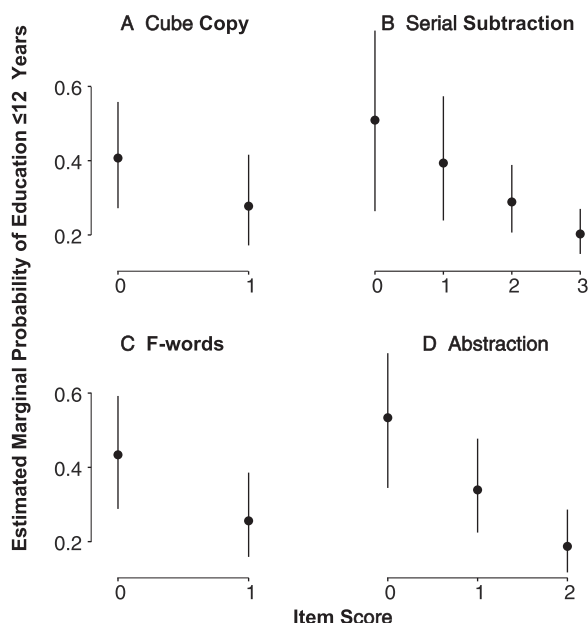 A Cube Copy
B Serial Subtraction
Estimated Marginal Probability of Education ≤12 Years
0.6
0.4
0.2
0 1
0 1 2 3
C F-words
D Abstraction
0.6
0.4
0.2
0 1
0 1 2
Item Score